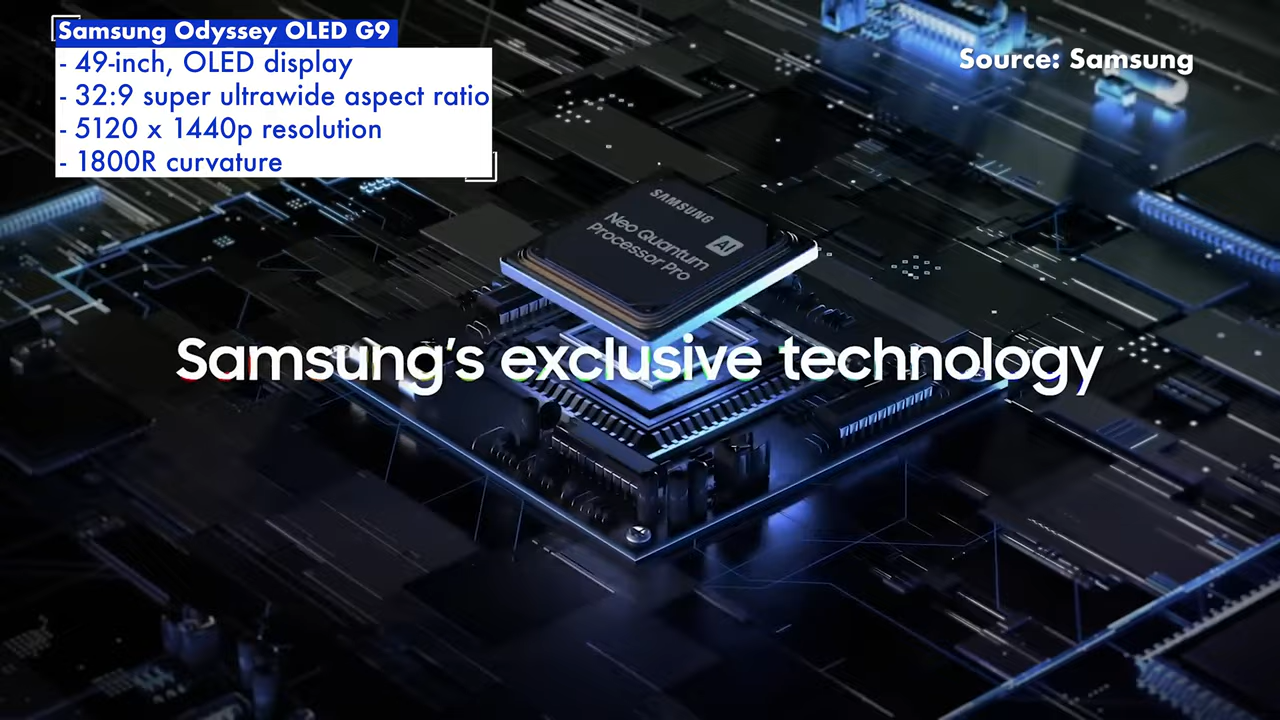 Samsung Odyssey OLED G9
- 49-inch, OLED display
- 32:9 super ultrawide aspect ratio
- 5120 x 1440p resolution
- 1800R curvature
Source: Samsung
SAMSUNG
Neo Quantum
Processor Pro
AI
Samsung's exclusive technology